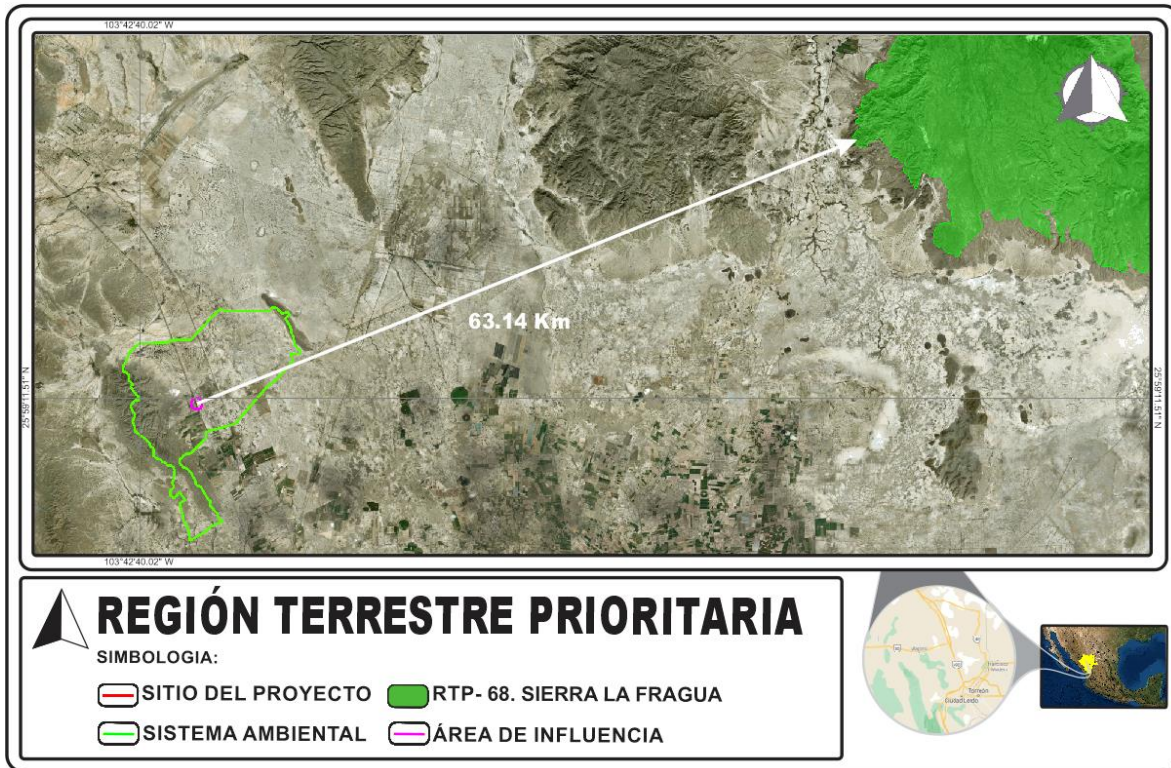 103°42'40.02" W
63.14 Km
25°59'11.51" N
25°59'11.51" N
103°42'40.02" W
REGIÓN TERRESTRE PRIORITARIA
SIMBOLOGIA:
SITIO DEL PROYECTO
RTP- 68. SIERRA LA FRAGUA
SISTEMA AMBIENTAL
ÁREA DE INFLUENCIA
Torreón